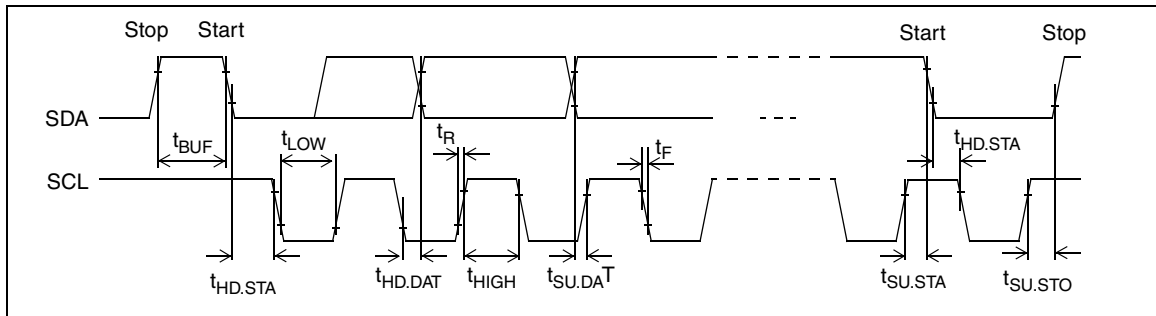 Stop Start Start Stop
SDA
tBUF tLOW tR tF tHD.STA
SCL
tHD.STA tHD.DAT tHIGH tSU.DAT tSU.STA tSU.STO